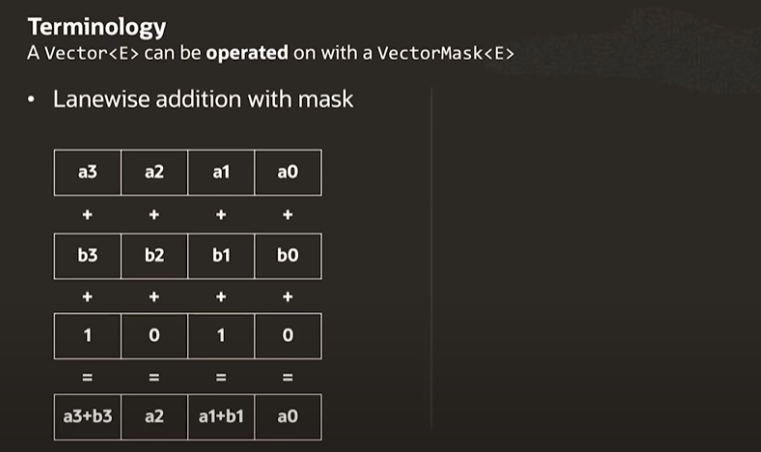 Terminology
A Vector<E> can be operated on with a VectorMask<E>
• Lanewise addition with mask
a3 a2 a1 a0
+ + + +
b3 b2 b1 b0
+ + + +
1 0 1 0
= = = =
a3+b3 a2 a1+b1 a0